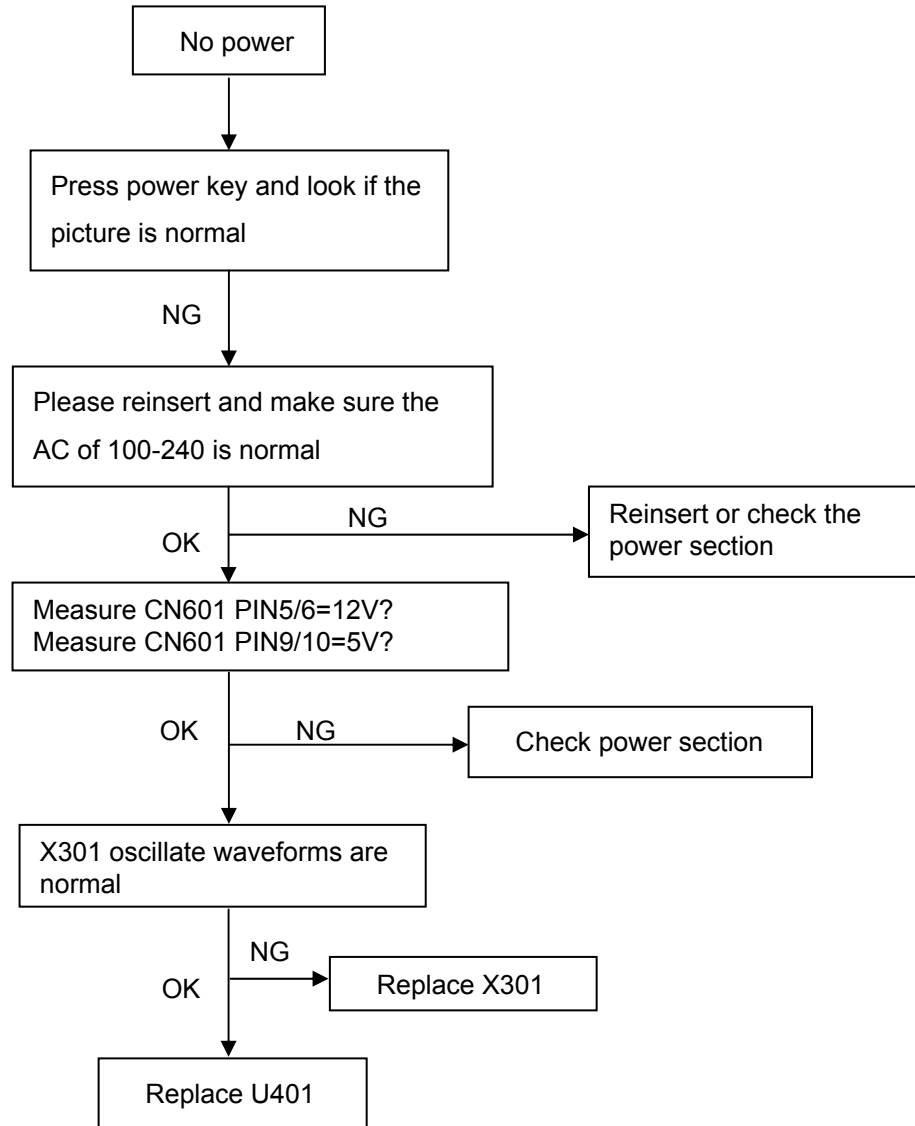 No power
Press power key and look if the
picture is normal
NG
Please reinsert and make sure the
AC of 100-240 is normal
NG
Reinsert or check the
power section
OK
Measure CN601 PIN5/6=12V?
Measure CN601 PIN9/10=5V?
OK
NG
Check power section
X301 oscillate waveforms are
normal
NG
Replace X301
OK
Replace U401